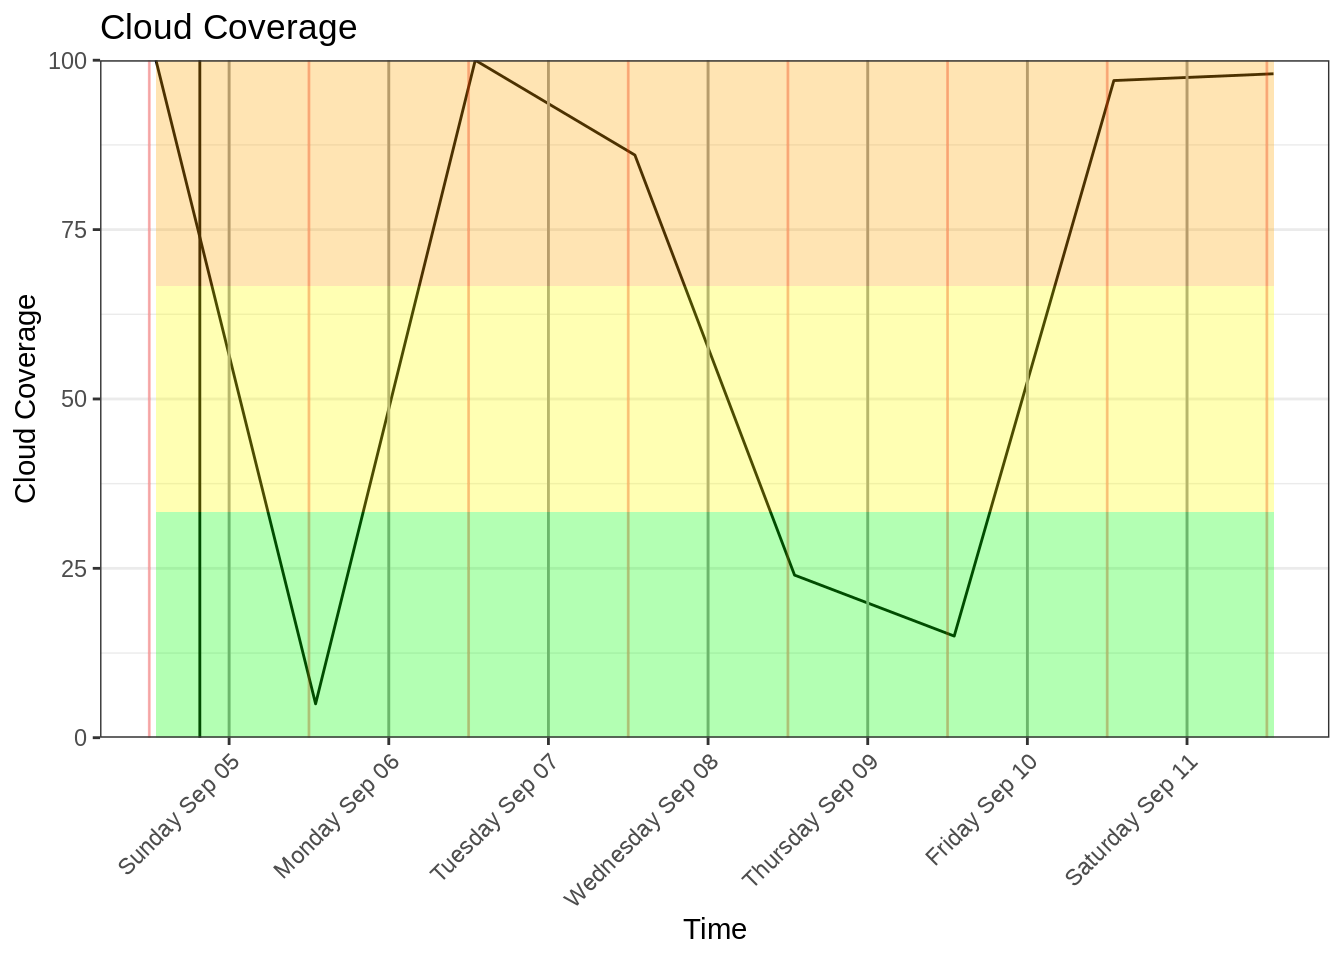 Cloud Coverage
100
75
50
25
0
Cloud Coverage
Sunday Sep 05
Monday Sep 06
Tuesday Sep 07
Wednesday Sep 08
Thursday Sep 09
Friday Sep 10
Saturday Sep 11
Time